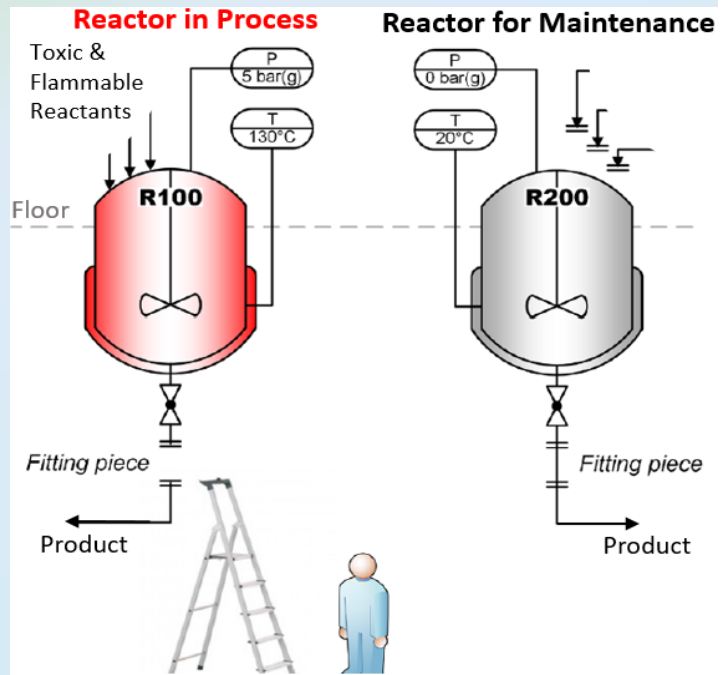 Reactor in Process
Reactor for Maintenance
Toxic &
Flammable
Reactants
P
5 bar(g)
T
130°C
P
0 bar(g)
T
20°C
R100
R200
Floor
Fitting piece
Fitting piece
Product
Product